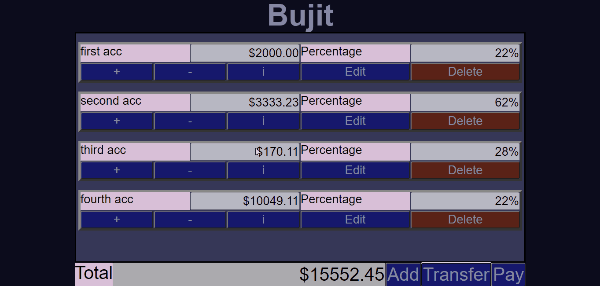 Bujit
first acc $2000.00 Percentage 22%
+ - i Edit Delete
second acc $3333.23 Percentage 62%
+ - i Edit Delete
third acc $170.11 Percentage 28%
+ - i Edit Delete
fourth acc $10049.11 Percentage 22%
+ - i Edit Delete
Total $15552.45 Add Transfer Pay